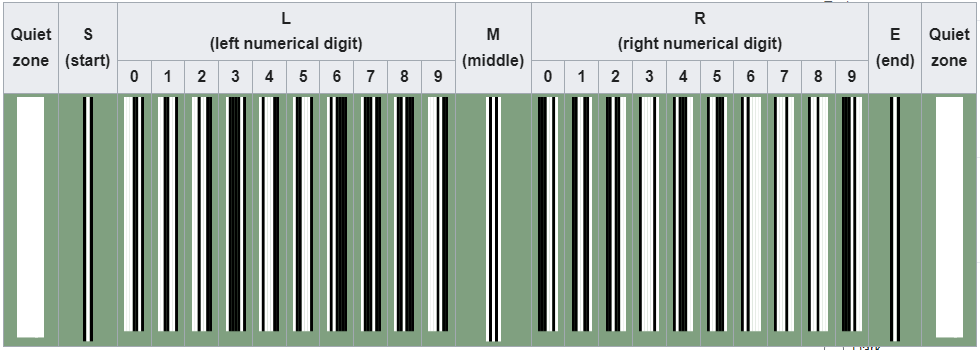 Quiet zone
S (start)
L (left numerical digit)
M (middle)
R (right numerical digit)
E (end)
Quiet zone
0 1 2 3 4 5 6 7 8 9
0 1 2 3 4 5 6 7 8 9